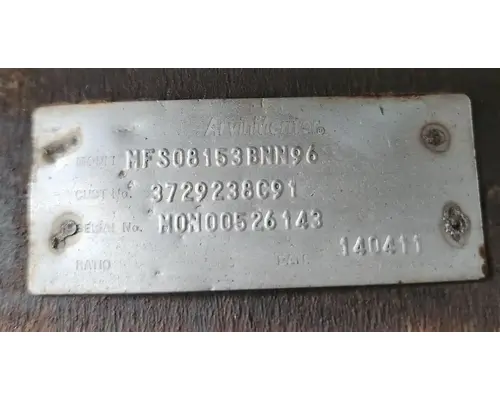 ArvinMeritor
MODEL MFS08153BNN96
CUST No. 3729238C91
SERIAL No. MON00526143
RATIO DATE 140411